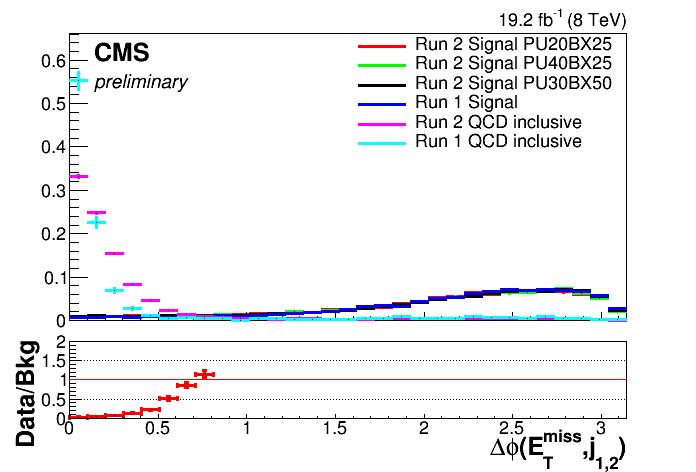 19.2 fb⁻¹ (8 TeV)
CMS
preliminary
Run 2 Signal PU20BX25
Run 2 Signal PU40BX25
Run 2 Signal PU30BX50
Run 1 Signal
Run 2 QCD inclusive
Run 1 QCD inclusive
0.6
0.5
0.4
0.3
0.2
0.1
0
Data/Bkg
2
1.5
1
0.5
0
0 0.5 1 1.5 2 2.5 3
Δϕ(E_T^miss,j_1,2)